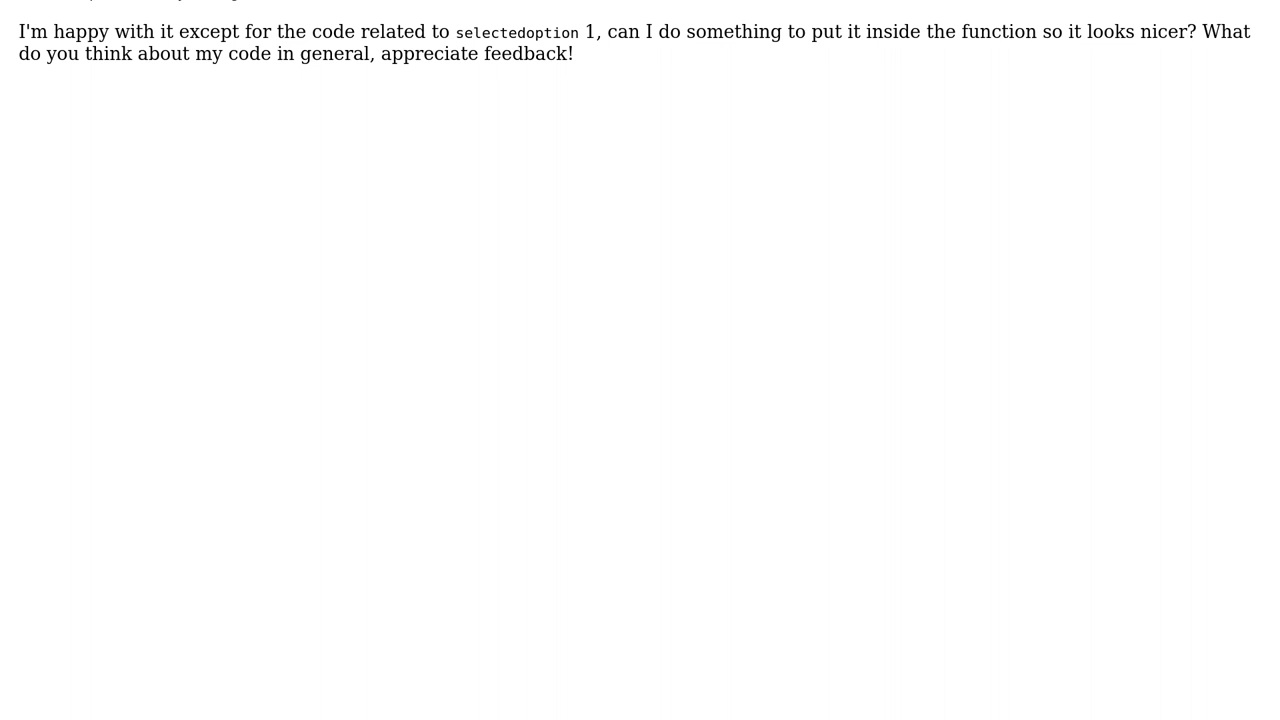 I'm happy with it except for the code related to selectedoption 1, can I do something to put it inside the function so it looks nicer? What
do you think about my code in general, appreciate feedback!